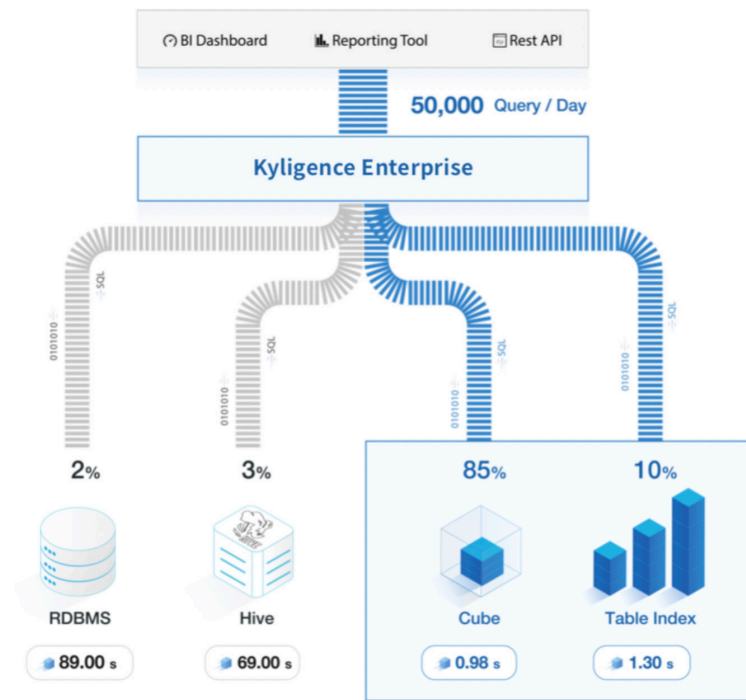 BI Dashboard
Reporting Tool
Rest API
50,000 Query / Day
Kyligence Enterprise
SQL
0101010
SQL
0101010
SQL
0101010
SQL
0101010
2%
3%
85%
10%
RDBMS
Hive
Cube
Table Index
89.00 s
69.00 s
0.98 s
1.30 s